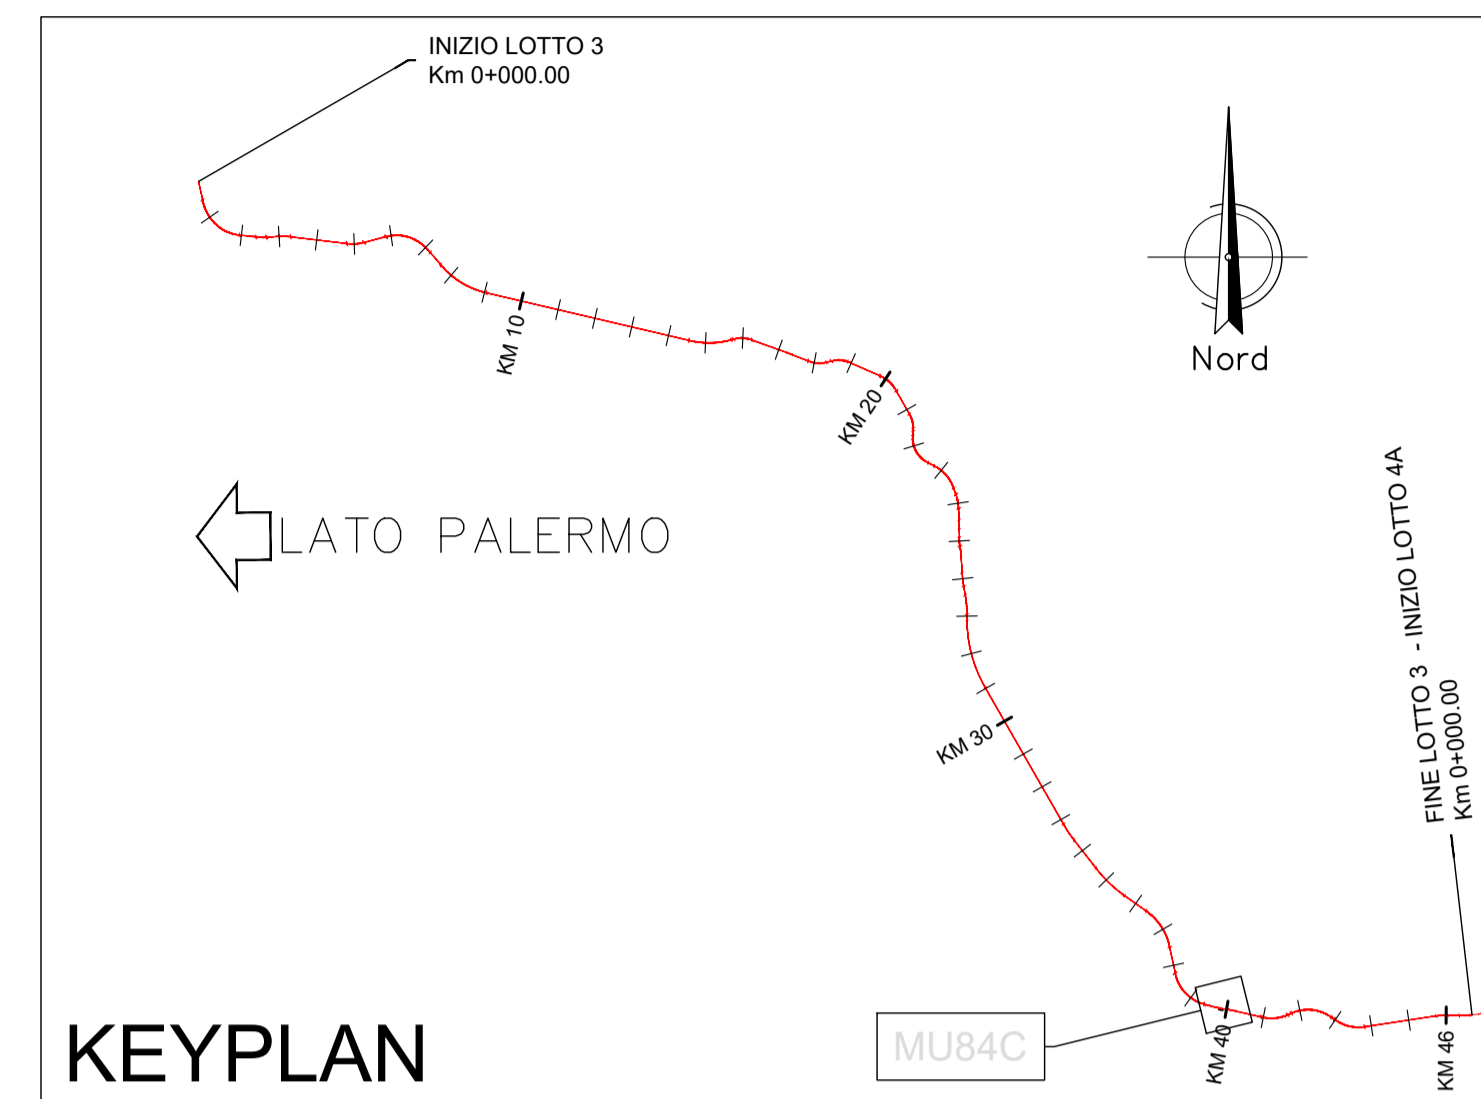 INIZIO LOTTO 3
Km 0+000.00
Nord
KM 10
KM 20
LATO PALERMO
KM 30
FINE LOTTO 3 - INIZIO LOTTO 4A
Km 0+000.00
MU84C
KM 40
KM 46
KEYPLAN